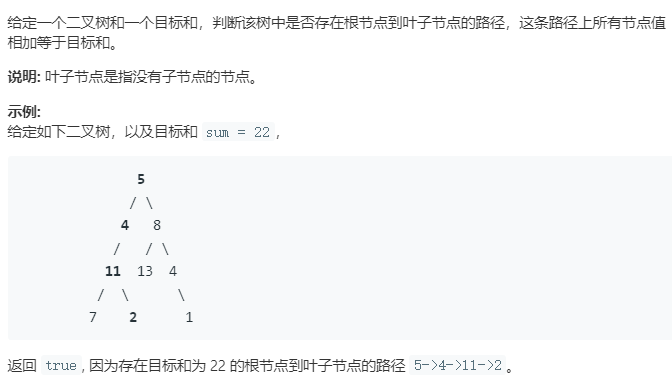 给定一个二叉树和一个目标和，判断该树中是否存在根节点到叶子节点的路径，这条路径上所有节点值
相加等于目标和。
说明: 叶子节点是指没有子节点的节点。
示例:
给定如下二叉树，以及目标和 sum = 22，
5
/ \
4 8
/ / \
11 13 4
/ \ \
7 2 1
返回 true, 因为存在目标和为 22 的根节点到叶子节点的路径 5->4->11->2。